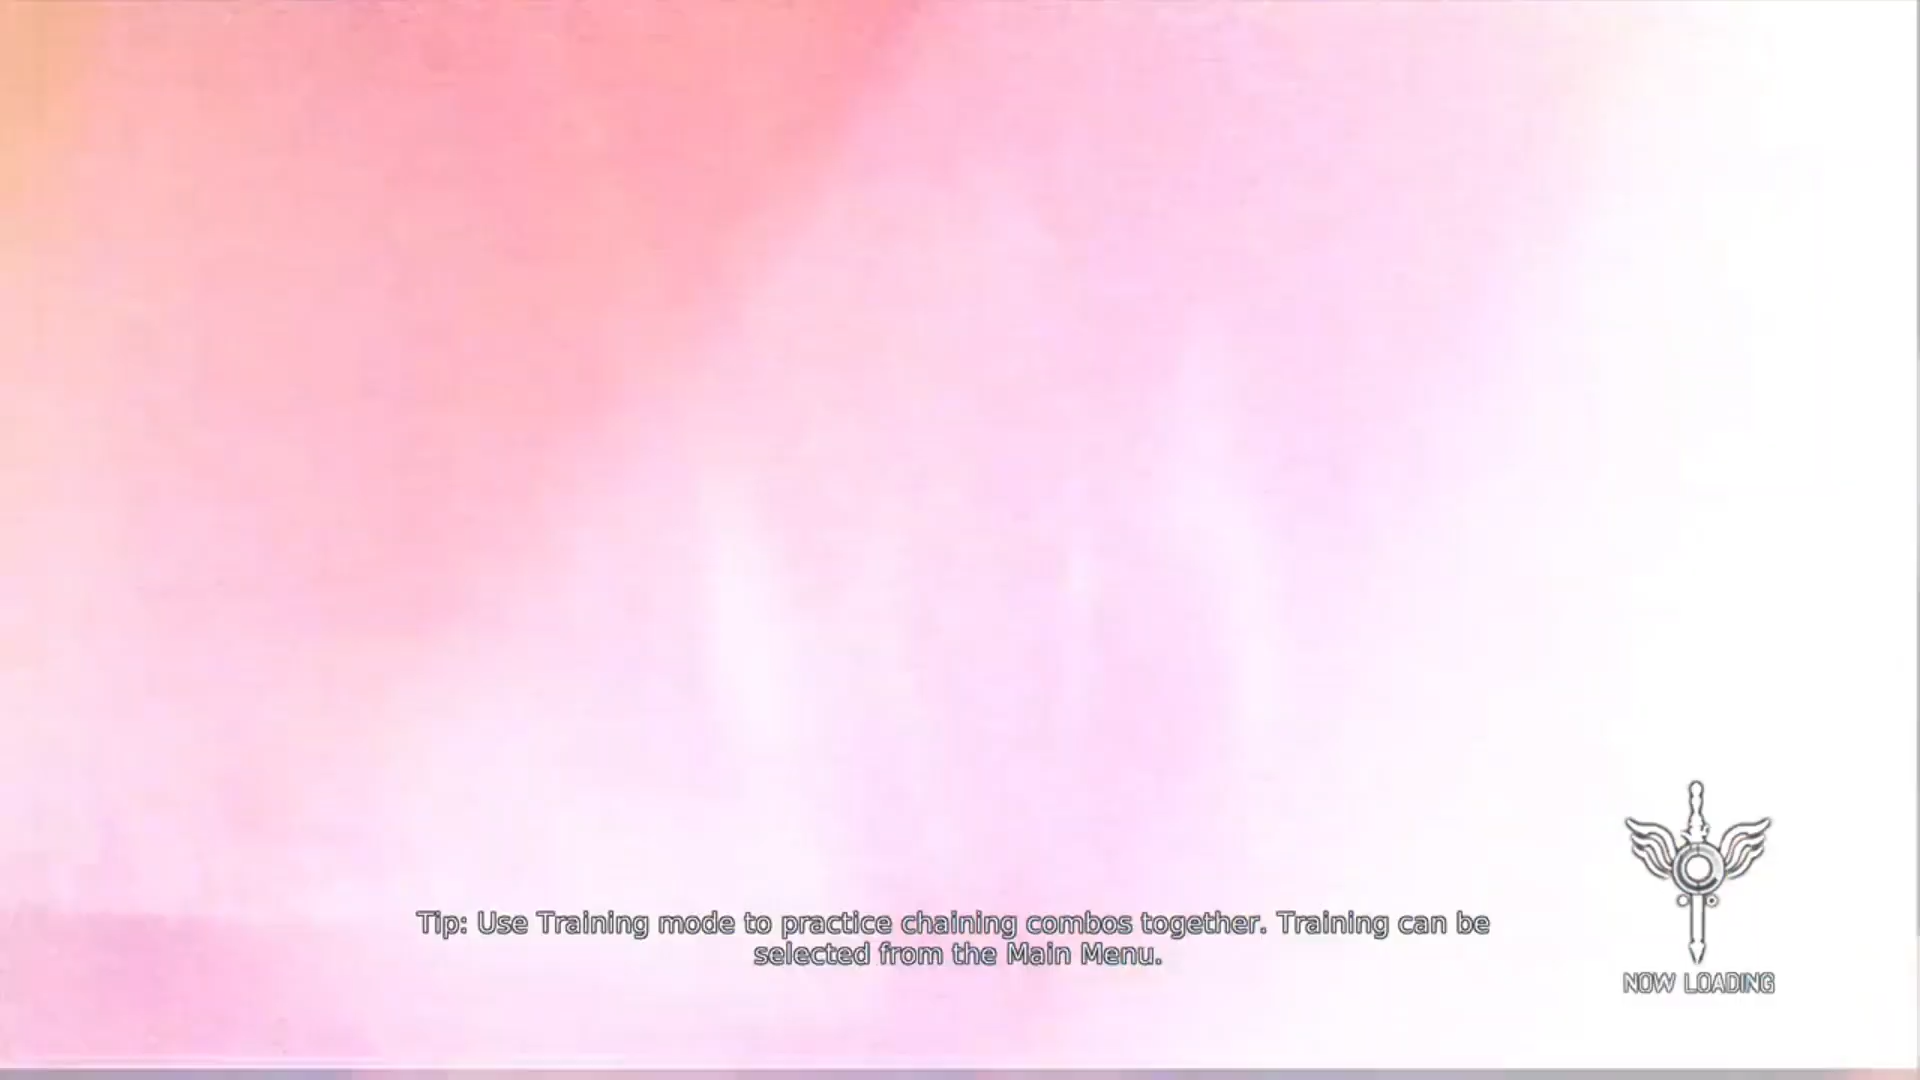 Tip: Use Training mode to practice chaining combos together. Training can be
selected from the Main Menu.
NOW LOADING